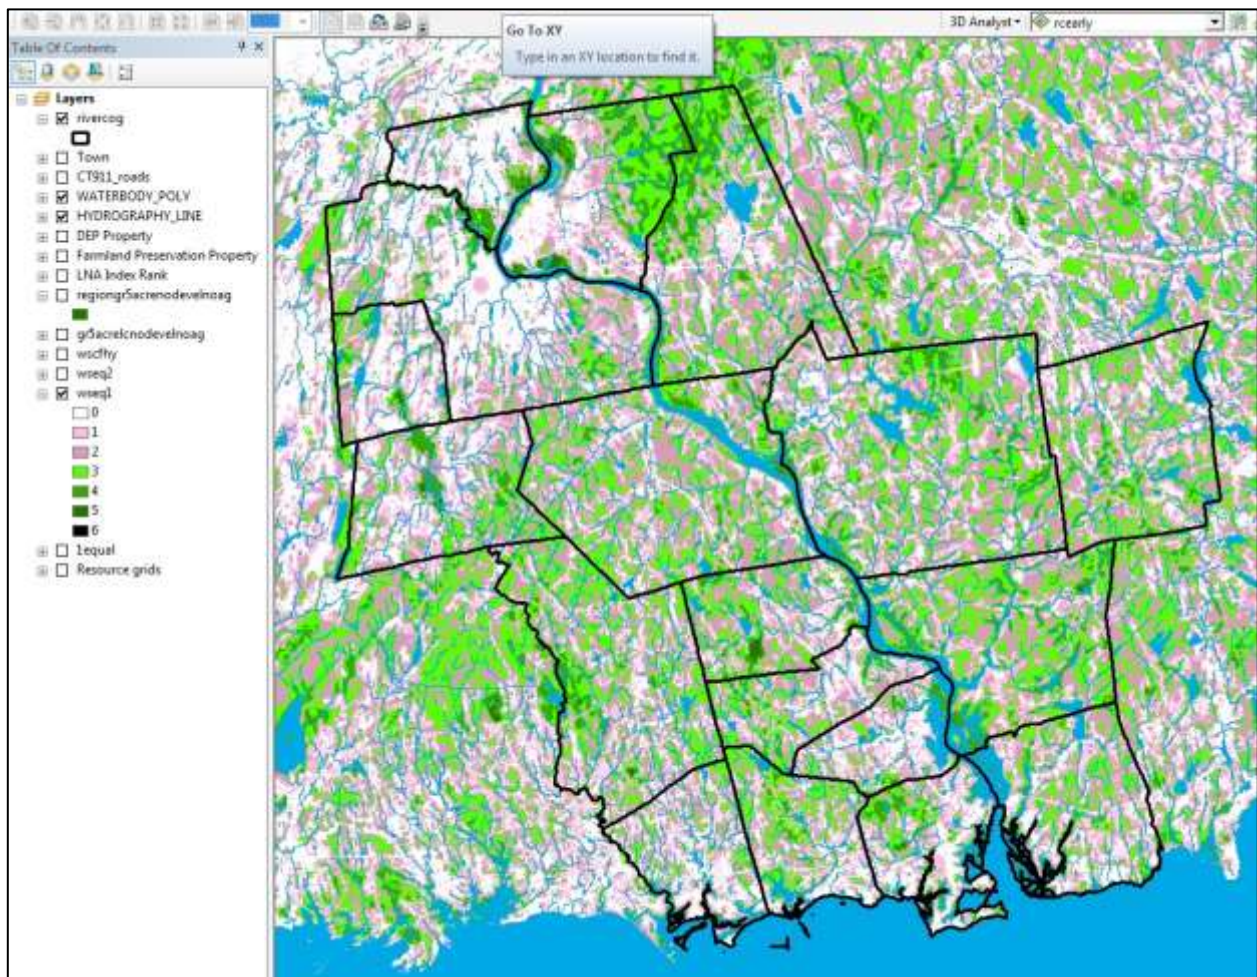 Go To XY
Type in an XY location to find it.
3D Analyst
rcearly
Table Of Contents
Layers
rivercog
Town
CT911_roads
WATERBODY_POLY
HYDROGRAPHY_LINE
DEP Property
Farmland Preservation Property
LNA Index Rank
regiongr5acrenodevelnoag
gr5acrelcnodevelnoag
wscfhy
wseq2
wseq1
0
1
2
3
4
5
6
1equal
Resource grids